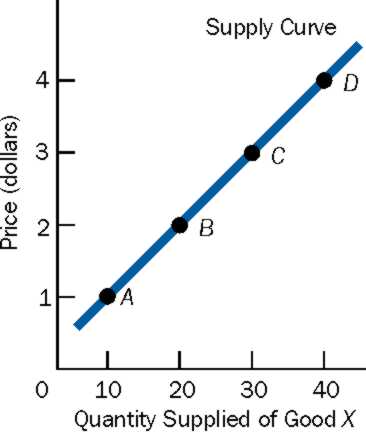 Supply Curve
Price (dollars)
4
3
2
1
0
D
C
B
A
10 20 30 40
Quantity Supplied of Good X